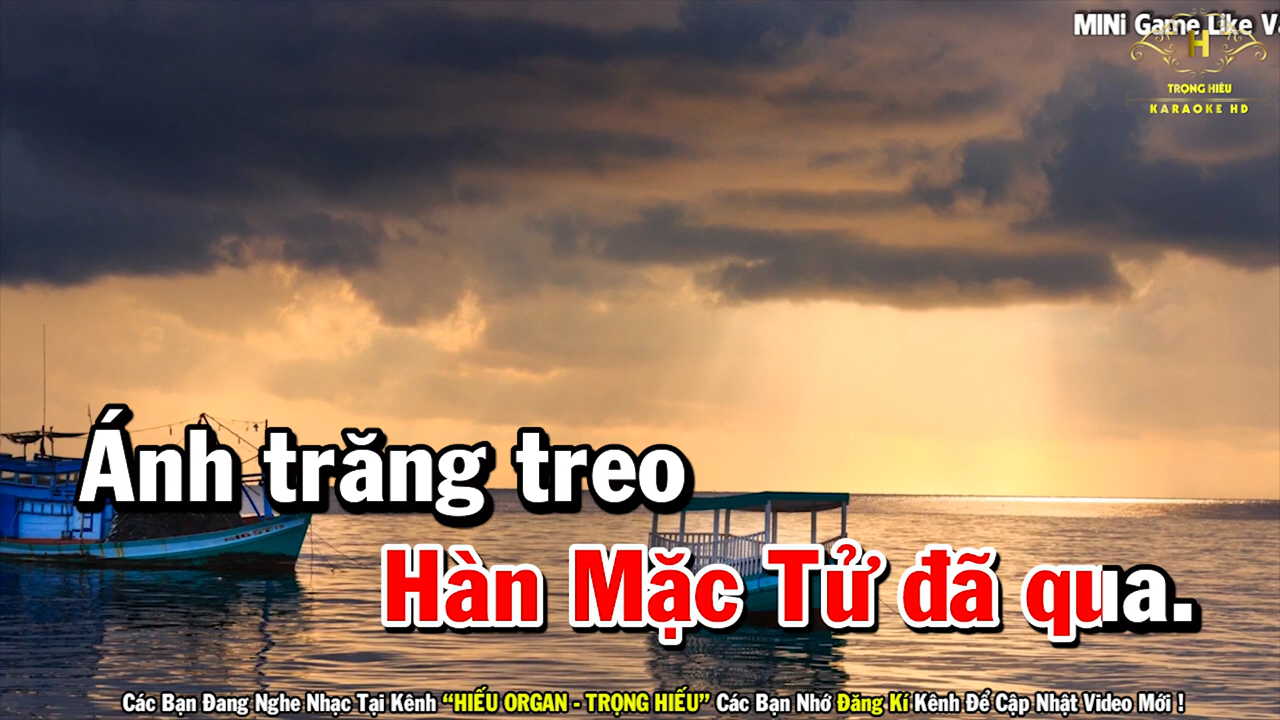 MINi Game Like
H
TRỌNG HIẾU
KARAOKE HD
Ánh trăng treo
Hàn Mặc Tử đã qua.
Các Bạn Đang Nghe Nhạc Tại Kênh “HIẾU ORGAN - TRỌNG HIẾU” Các Bạn Nhớ Đăng Kí Kênh Để Cập Nhật Video Mới !